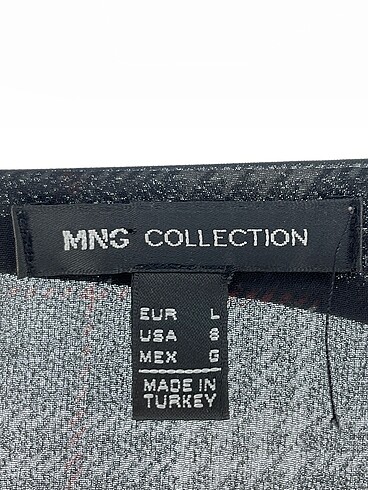 MNG COLLECTION
EUR L
USA 8
MEX G
MADE IN
TURKEY